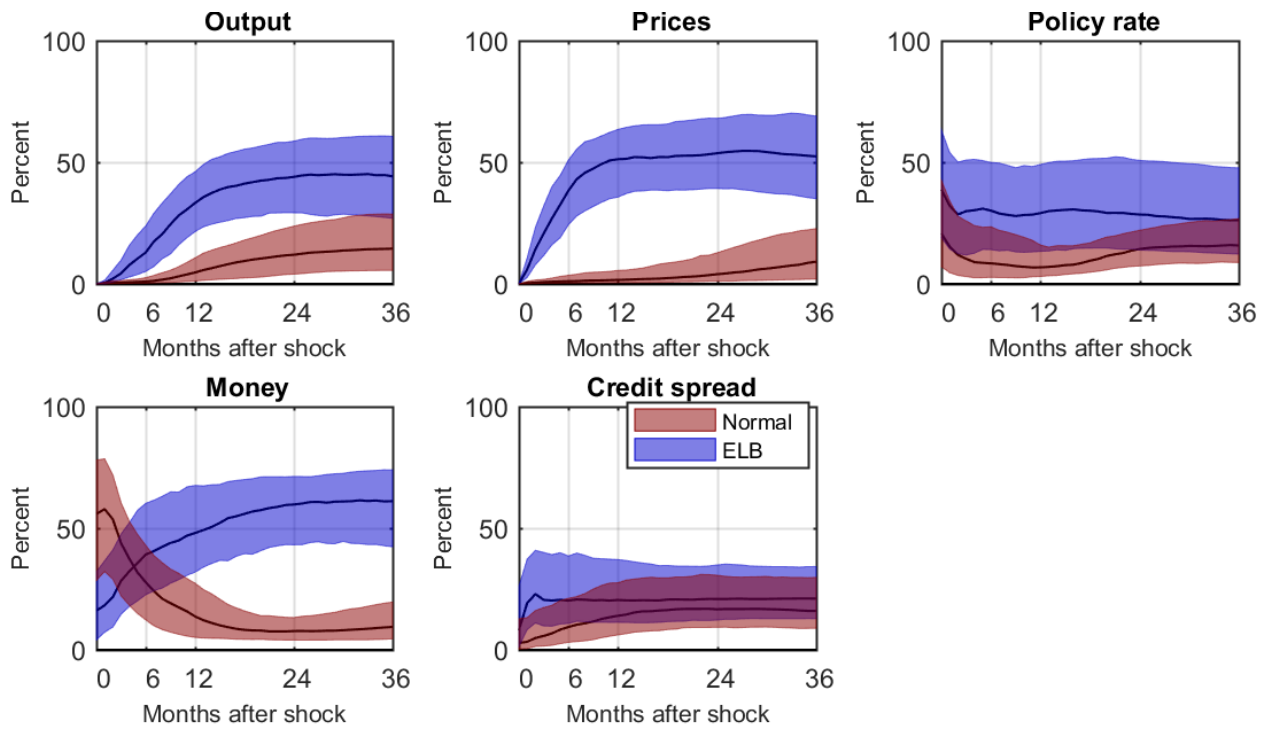 Output
100
50
0
Percent
0 6 12 24 36
Months after shock
Prices
100
50
0
Percent
0 6 12 24 36
Months after shock
Policy rate
100
50
0
Percent
0 6 12 24 36
Months after shock
Money
100
50
0
Percent
0 6 12 24 36
Months after shock
Credit spread
100
50
0
Percent
Normal
ELB
0 6 12 24 36
Months after shock